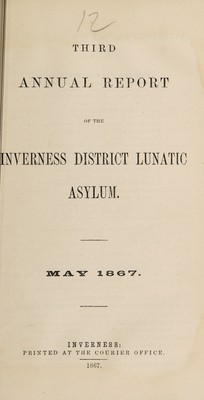 12
THIRD
ANNUAL REPORT
OF THE
INVERNESS DISTRICT LUNATIC
ASYLUM.
MAY 1867.
INVERNESS:
PRINTED AT THE COURIER OFFICE.
1867.